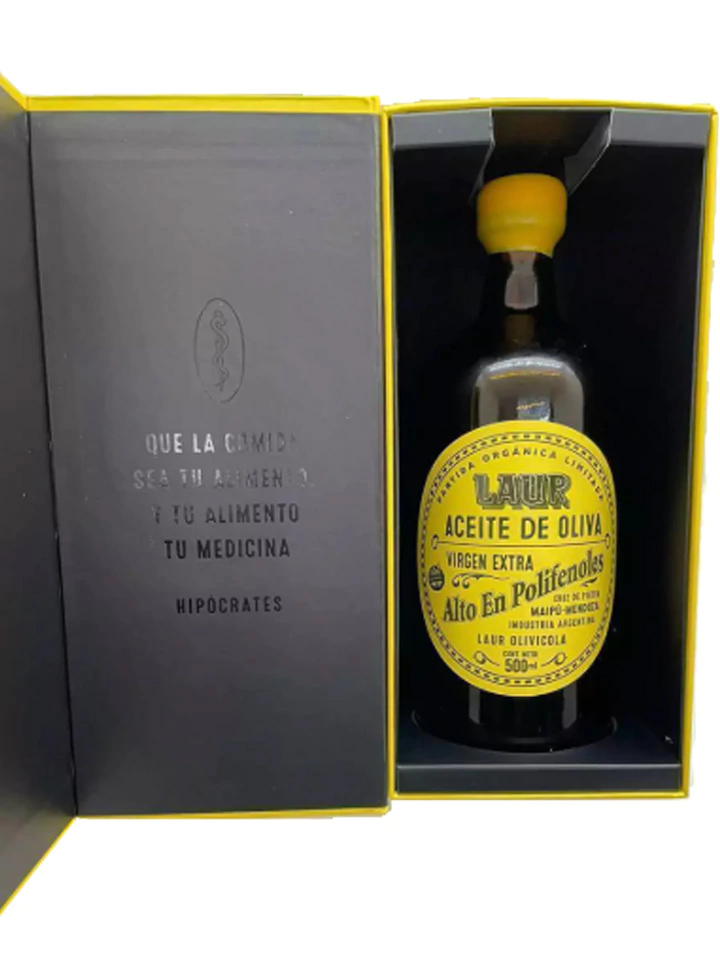 QUE LA COMIDA
SEA TU ALIMENTO,
Y TU ALIMENTO
TU MEDICINA
HIPÓCRATES
PARTIDA ORGÁNICA LIMITADA
LAUR
ACEITE DE OLIVA
VIRGEN EXTRA
Alto En Polifenoles
CRUZ DE PIEDRA
MAIPÚ-MENDOZA
INDUSTRIA ARGENTINA
LAUR OLIVICOLA
CONT. NETO
500ml